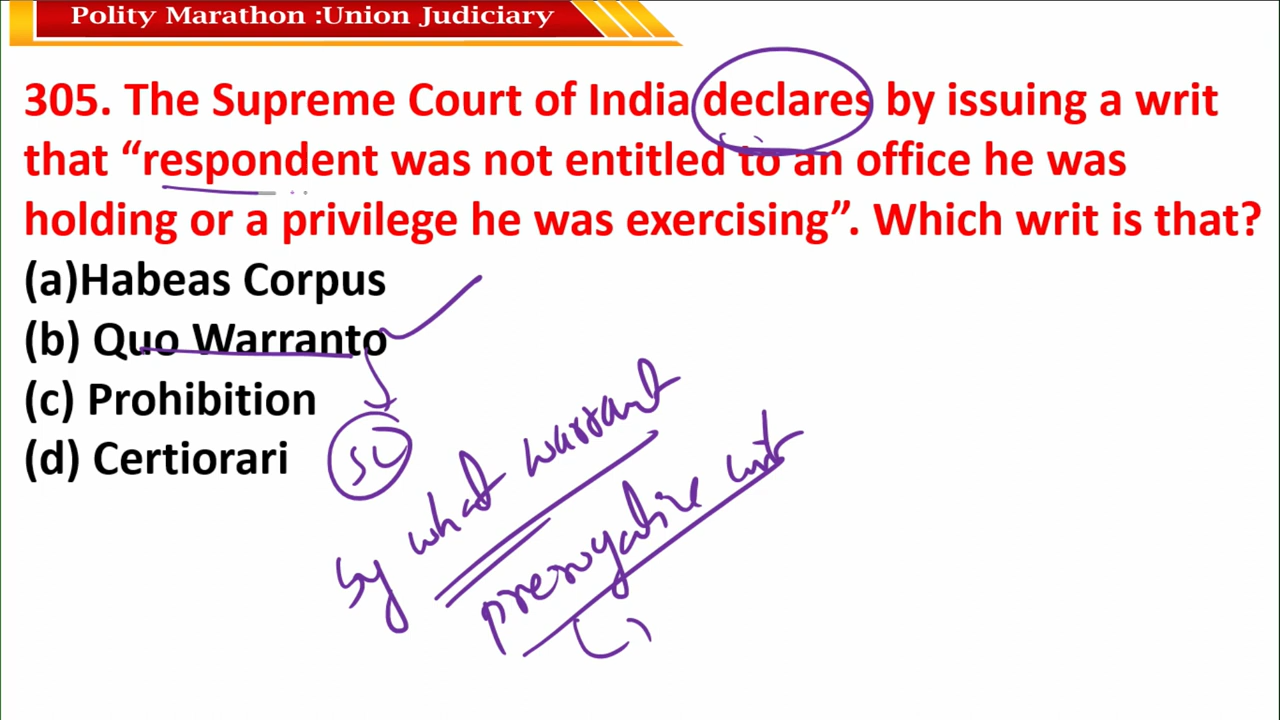 Polity Marathon :Union Judiciary
305. The Supreme Court of India declares by issuing a writ
that “respondent was not entitled to an office he was
holding or a privilege he was exercising”. Which writ is that?
(a)Habeas Corpus
(b) Quo Warranto
(c) Prohibition
(d) Certiorari
SC
by what warrant
prerogative writ